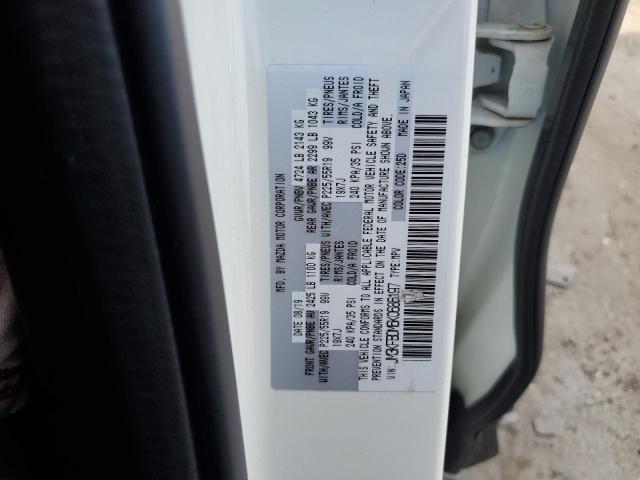 MFD. BY MAZDA MOTOR CORPORATION
DATE 08/19 GVWR/PNBV 4724 LB 2143 KG
FRONT GAWR/PNBE AV 2425 LB 1100 KG REAR GAWR/PNBE AR 2299 LB 1043 KG
WITH/AVEC P225/55R19 99V TIRES/PNEUS WITH/AVEC P225/55R19 99V TIRES/PNEUS
19X7J RIMS/JANTES 19X7J RIMS/JANTES
240 KPA/35 PSI COLD/A FROID 240 KPA/35 PSI COLD/A FROID
THIS VEHICLE CONFORMS TO ALL APPLICABLE FEDERAL MOTOR VEHICLE SAFETY AND THEFT
PREVENTION STANDARDS IN EFFECT ON THE DATE OF MANUFACTURE SHOWN ABOVE.
VIN: JM3KFBDM6K0686197 TYPE: MPV
COLOR CODE: 25D MADE IN JAPAN